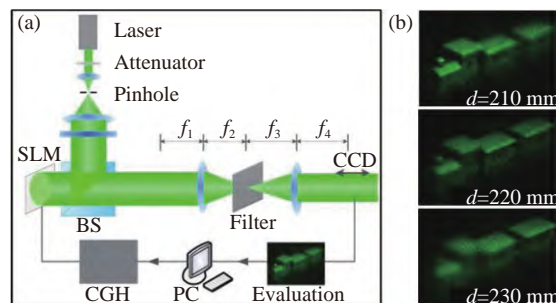 (a)
Laser
Attenuator
Pinhole
SLM
f1 f2 f3 f4
CCD
BS
Filter
CGH
PC
Evaluation
(b)
d=210 mm
d=220 mm
d=230 mm